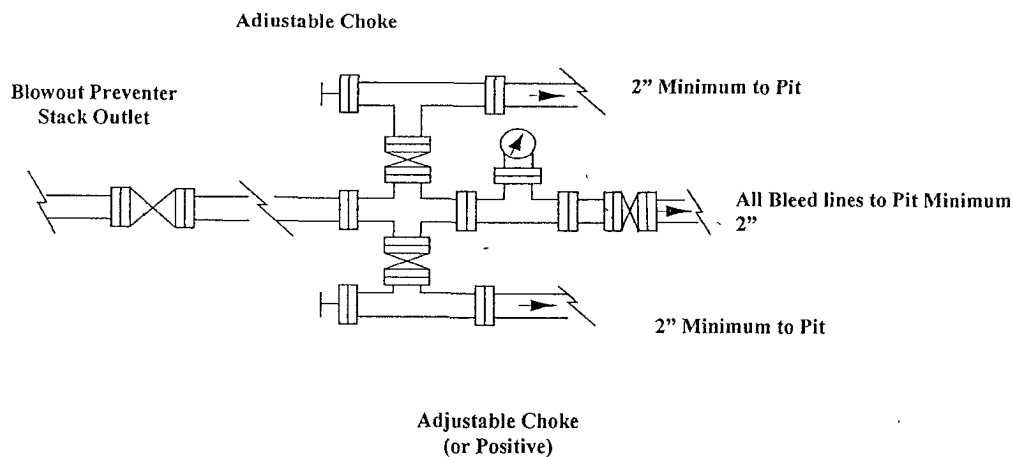 Adjustable Choke
Blowout Preventer
Stack Outlet
2” Minimum to Pit
All Bleed lines to Pit Minimum
2”
2” Minimum to Pit
Adjustable Choke
(or Positive)